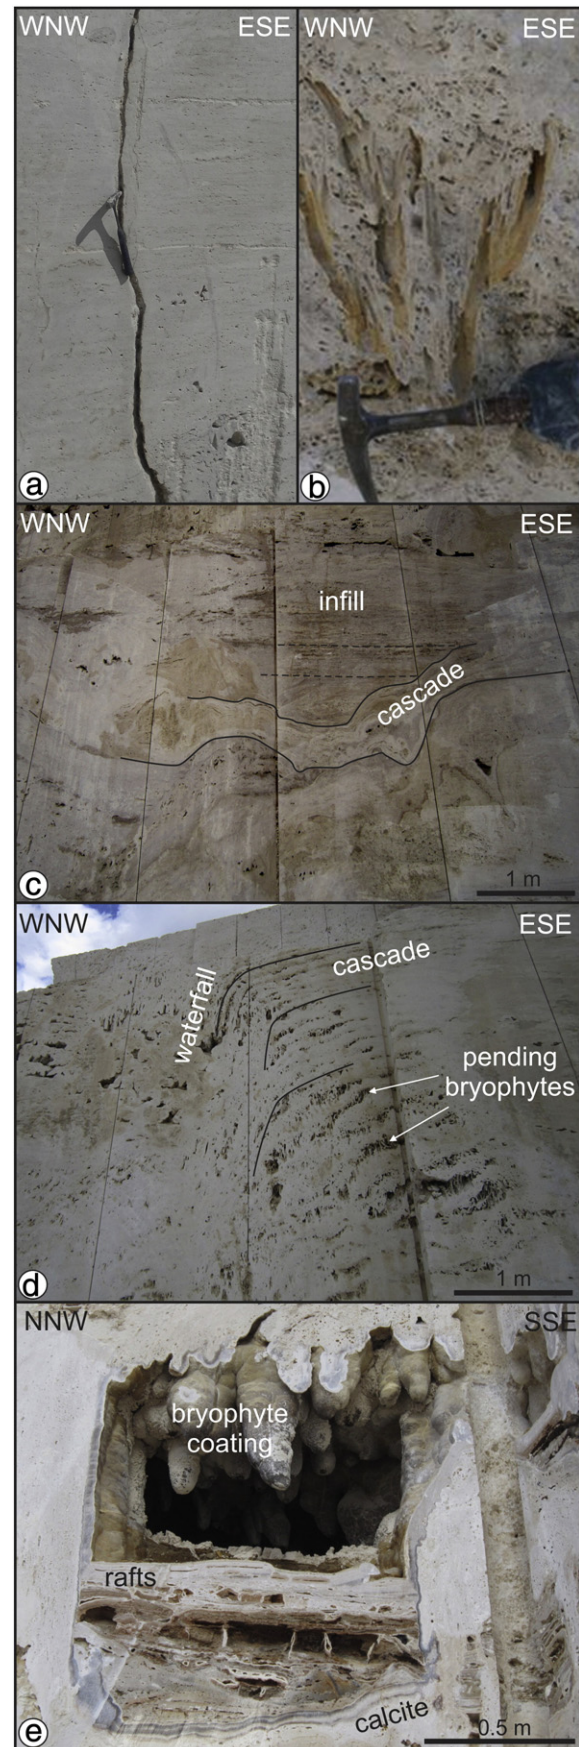 WNW ESE
a
WNW ESE
b
WNW ESE
infill
cascade
c
1 m
WNW ESE
cascade
waterfall
pending
bryophytes
d
1 m
NNW SSE
bryophyte
coating
rafts
calcite
e
0.5 m